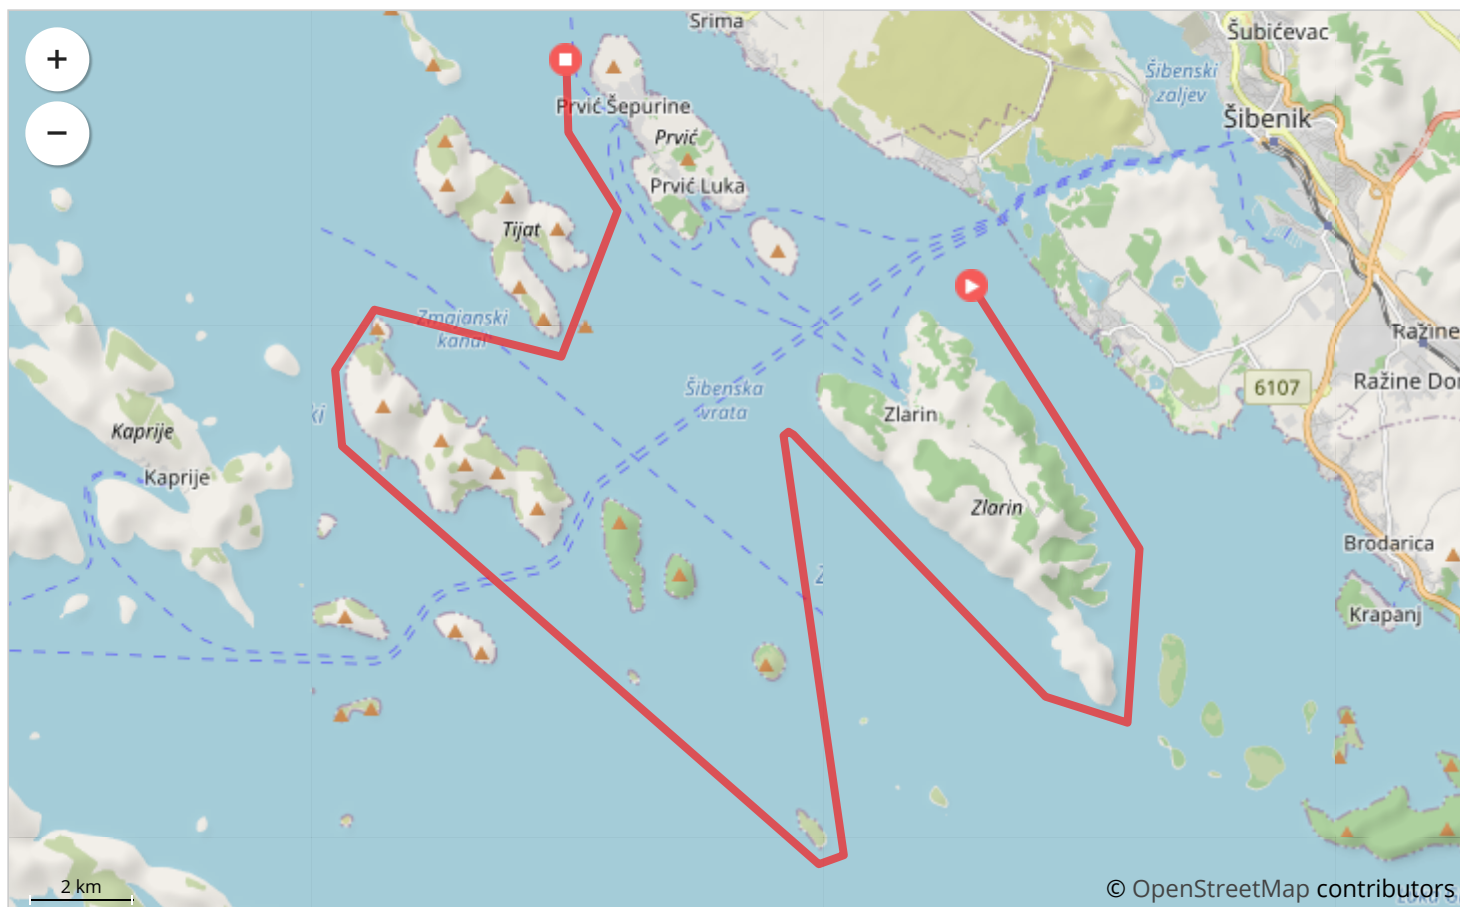 +
−
Srima
Šubićevac
Šibenski
zaljev
Šibenik
Prvić Šepurine
Prvić
Prvić Luka
Tijat
Zmajanski
kanal
Ražine
6107
Ražine Do
Šibenska
vrata
Zlarin
Kaprije
Kaprije
Zlarin
Brodarica
Krapanj
2 km
© OpenStreetMap contributors